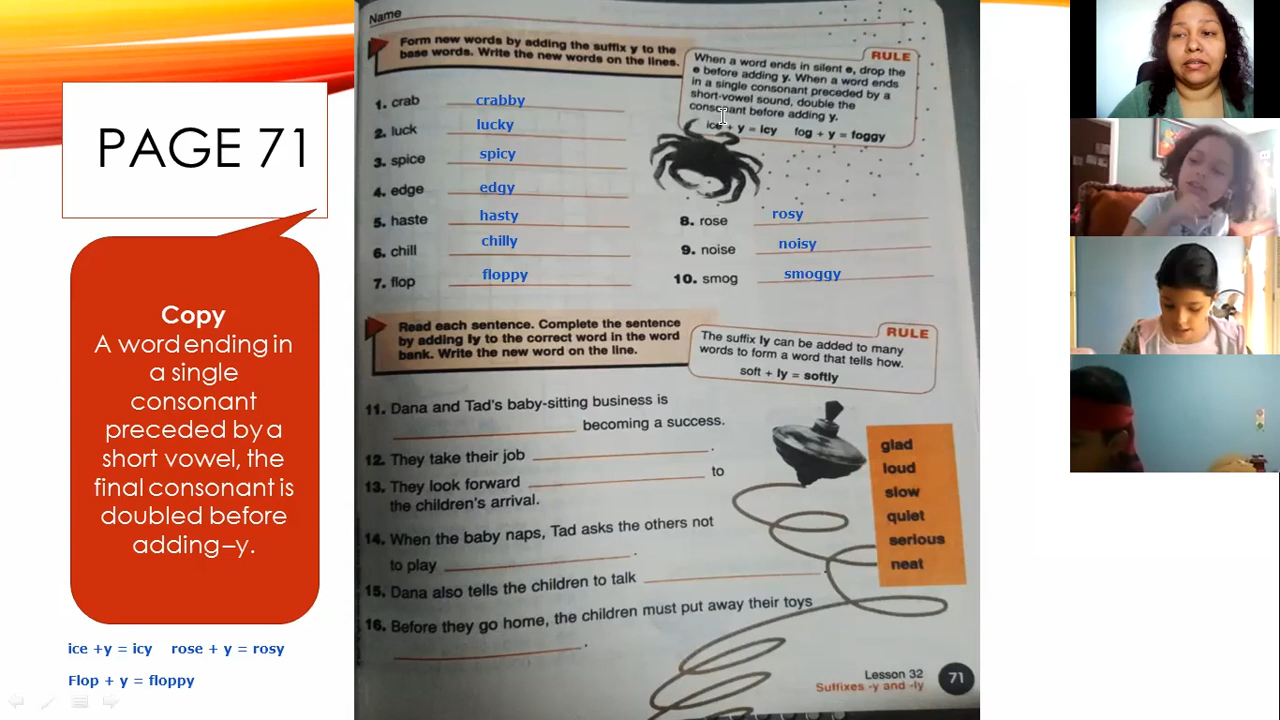 PAGE 71
Copy
A word ending in
a single
consonant
preceded by a
short vowel, the
final consonant is
doubled before
adding –y.
ice +y = icy rose + y = rosy
Flop + y = floppy
Name
Form new words by adding the suffix y to the
base words. Write the new words on the lines.
RULE
When a word ends in silent e, drop the
e before adding y. When a word ends
in a single consonant preceded by a
short-vowel sound, double the
consonant before adding y.
ice + y = icy fog + y = foggy
1. crab crabby
2. luck lucky
3. spice spicy
4. edge edgy
5. haste hasty
6. chill chilly
7. flop floppy
8. rose rosy
9. noise noisy
10. smog smoggy
Read each sentence. Complete the sentence
by adding ly to the correct word in the word
bank. Write the new word on the line.
RULE
The suffix ly can be added to many
words to form a word that tells how.
soft + ly = softly
11. Dana and Tad's baby-sitting business is
becoming a success.
12. They take their job .
13. They look forward to
the children's arrival.
14. When the baby naps, Tad asks the others not
to play .
15. Dana also tells the children to talk .
16. Before they go home, the children must put away their toys
.
glad
loud
slow
quiet
serious
neat
Lesson 32
Suffixes -y and -ly
71